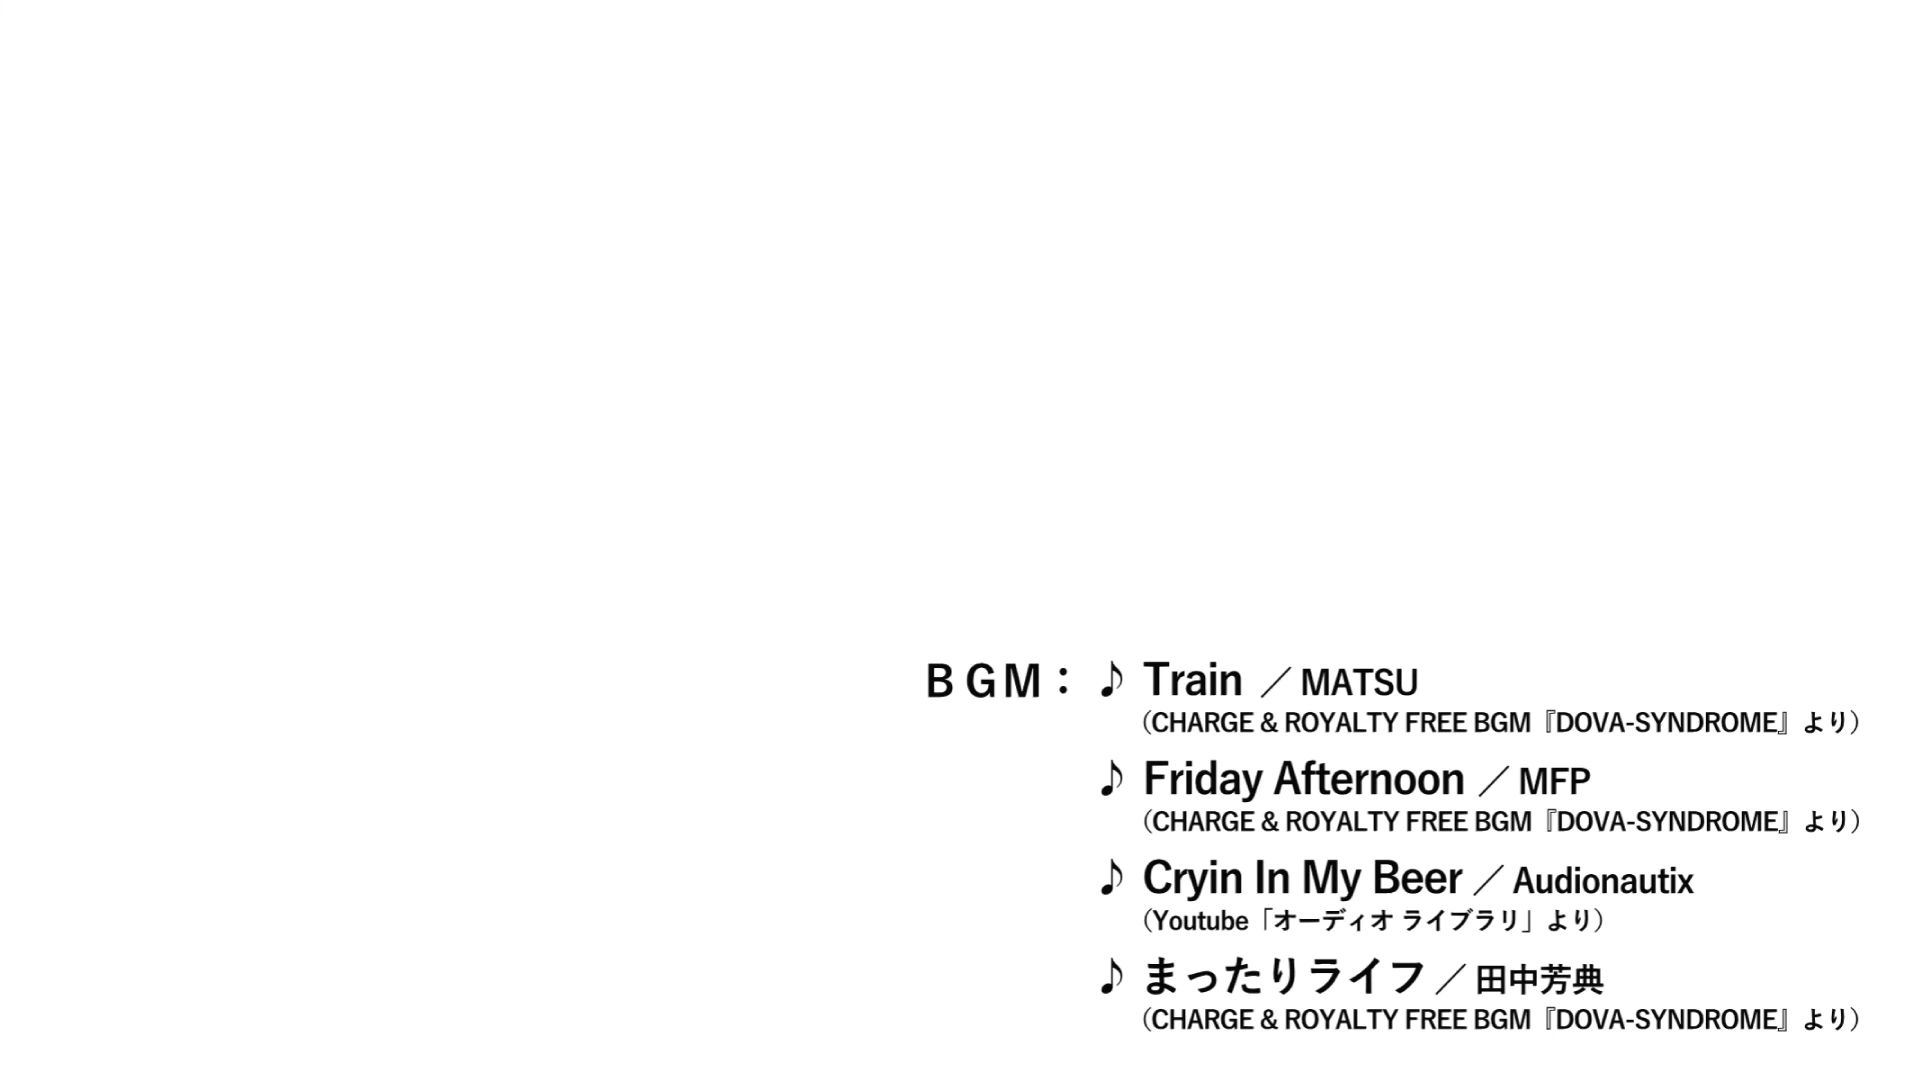 BGM：♪ Train ／ MATSU
（CHARGE & ROYALTY FREE BGM『DOVA-SYNDROME』より）
♪ Friday Afternoon ／ MFP
（CHARGE & ROYALTY FREE BGM『DOVA-SYNDROME』より）
♪ Cryin In My Beer ／ Audionautix
（Youtube「オーディオ ライブラリ」より）
♪ まったりライフ ／ 田中芳典
（CHARGE & ROYALTY FREE BGM『DOVA-SYNDROME』より）